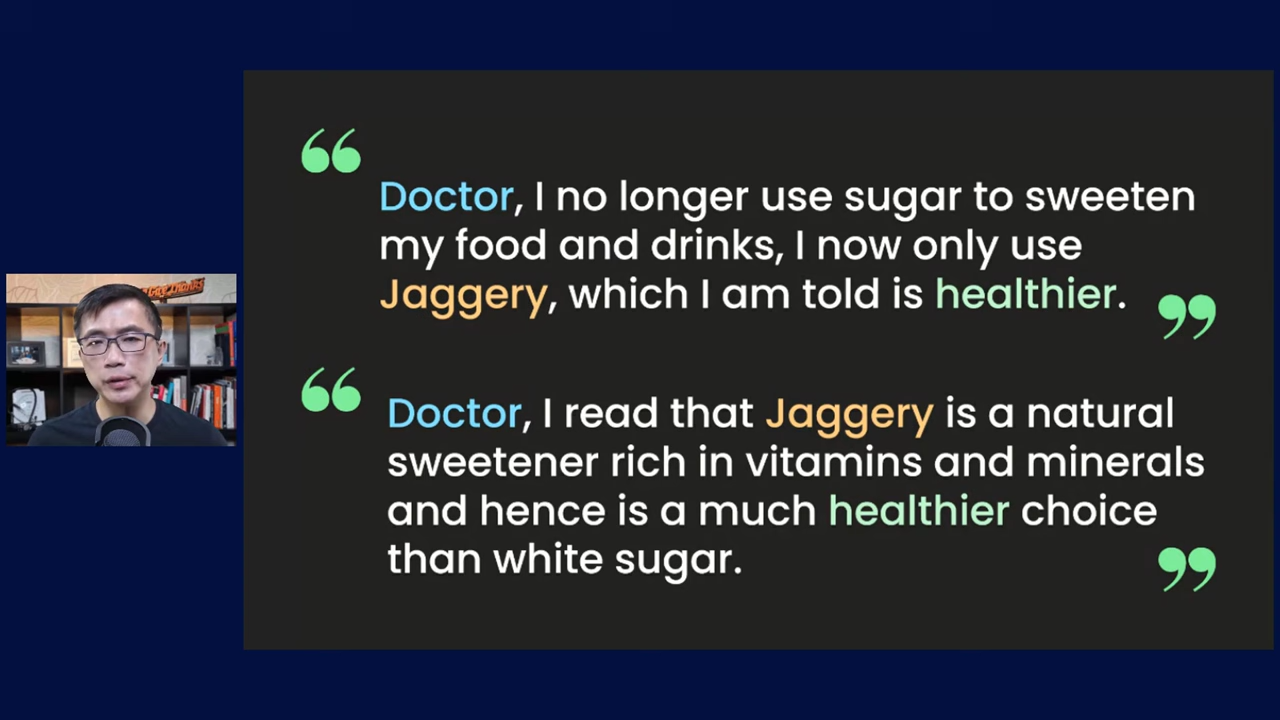 “
Doctor, I no longer use sugar to sweeten
my food and drinks, I now only use
Jaggery, which I am told is healthier.
”
“
Doctor, I read that Jaggery is a natural
sweetener rich in vitamins and minerals
and hence is a much healthier choice
than white sugar.
”